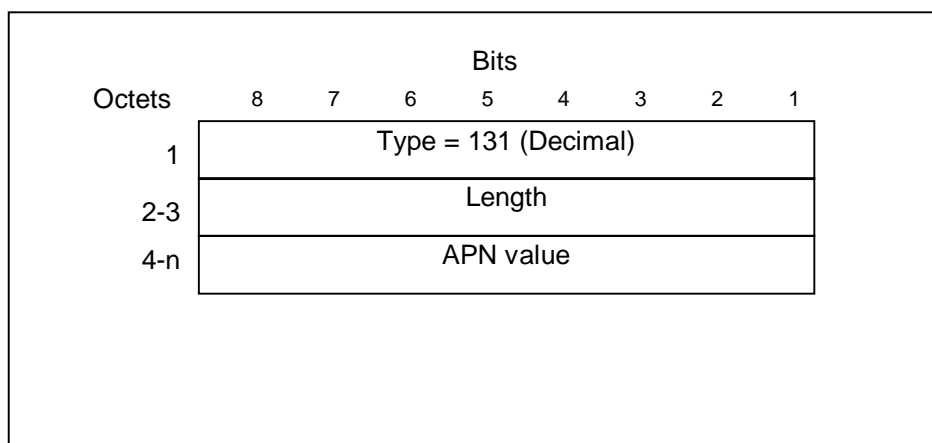 Bits
Octets 8 7 6 5 4 3 2 1
1 Type = 131 (Decimal)
2-3 Length
4-n APN value